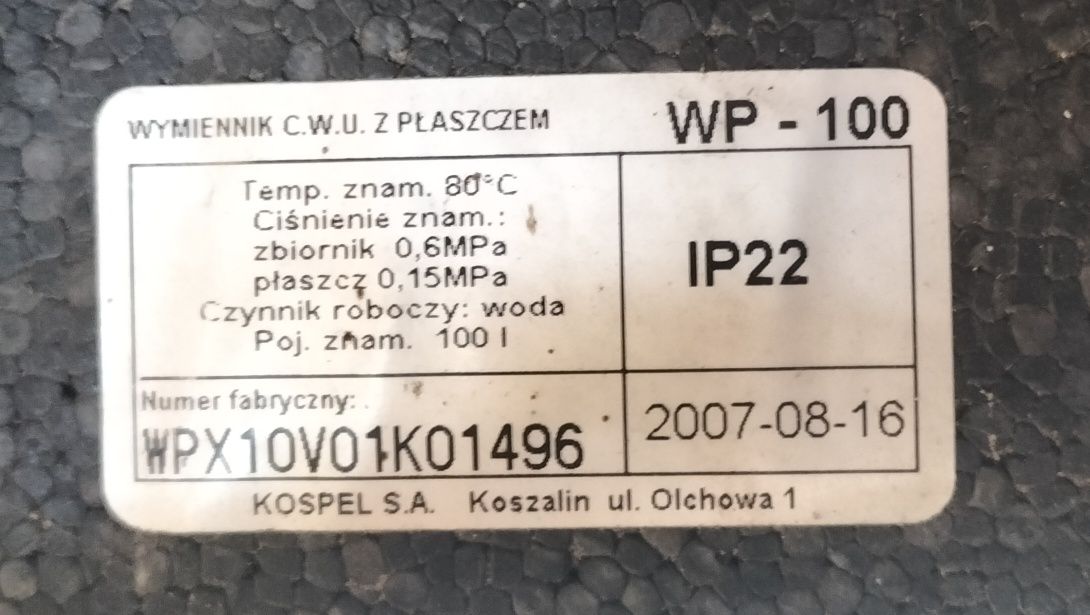 WYMIENNIK C.W.U. Z PŁASZCZEM
WP - 100
Temp. znam. 80°C
Ciśnienie znam.:
zbiornik 0,6MPa
płaszcz 0,15MPa
Czynnik roboczy: woda
Poj. znam. 100 l
IP22
Numer fabryczny:
WPX10V01K01496
2007-08-16
KOSPEL S.A. Koszalin ul. Olchowa 1